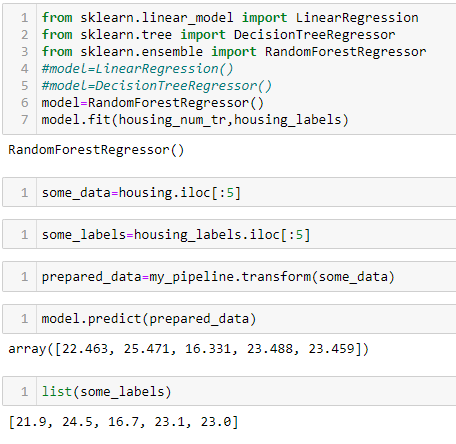 1 from sklearn.linear_model import LinearRegression
2 from sklearn.tree import DecisionTreeRegressor
3 from sklearn.ensemble import RandomForestRegressor
4 #model=LinearRegression()
5 #model=DecisionTreeRegressor()
6 model=RandomForestRegressor()
7 model.fit(housing_num_tr,housing_labels)
RandomForestRegressor()
1 some_data=housing.iloc[:5]
1 some_labels=housing_labels.iloc[:5]
1 prepared_data=my_pipeline.transform(some_data)
1 model.predict(prepared_data)
array([22.463, 25.471, 16.331, 23.488, 23.459])
1 list(some_labels)
[21.9, 24.5, 16.7, 23.1, 23.0]